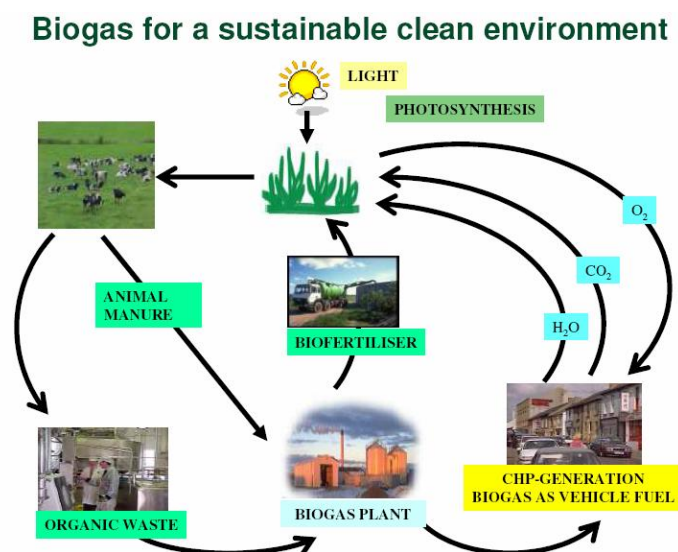 Biogas for a sustainable clean environment
LIGHT
PHOTOSYNTHESIS
O₂
CO₂
H₂O
ANIMAL
MANURE
BIOFERTILISER
ORGANIC WASTE
BIOGAS PLANT
CHP-GENERATION
BIOGAS AS VEHICLE FUEL